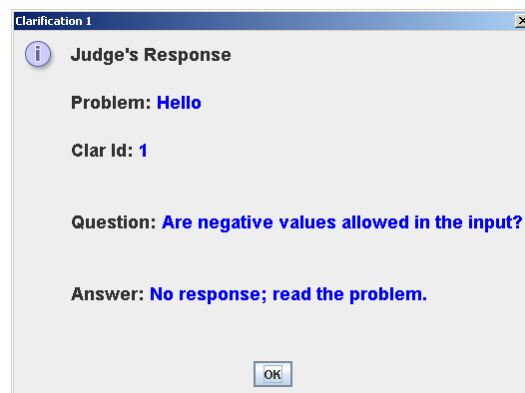 Clarification 1
Judge's Response
Problem: Hello
Clar Id: 1
Question: Are negative values allowed in the input?
Answer: No response; read the problem.
OK